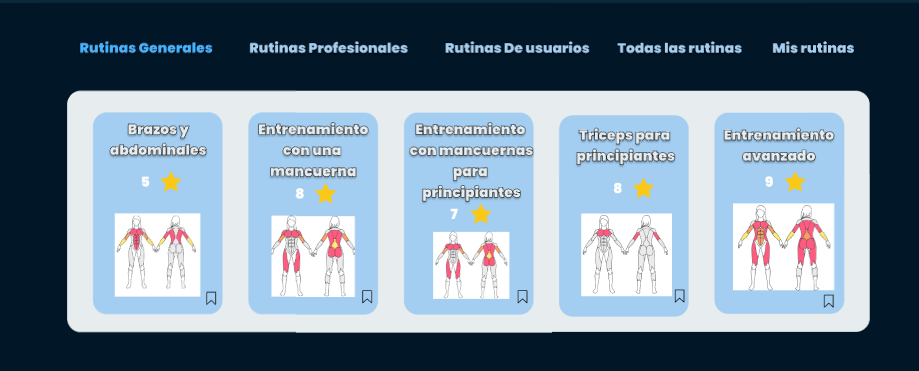 Rutinas Generales
Rutinas Profesionales
Rutinas De usuarios
Todas las rutinas
Mis rutinas
Brazos y
abdominales
5
Entrenamiento
con una
mancuerna
8
Entrenamiento
con mancuernas
para
principiantes
7
Triceps para
principiantes
8
Entrenamiento
avanzado
9